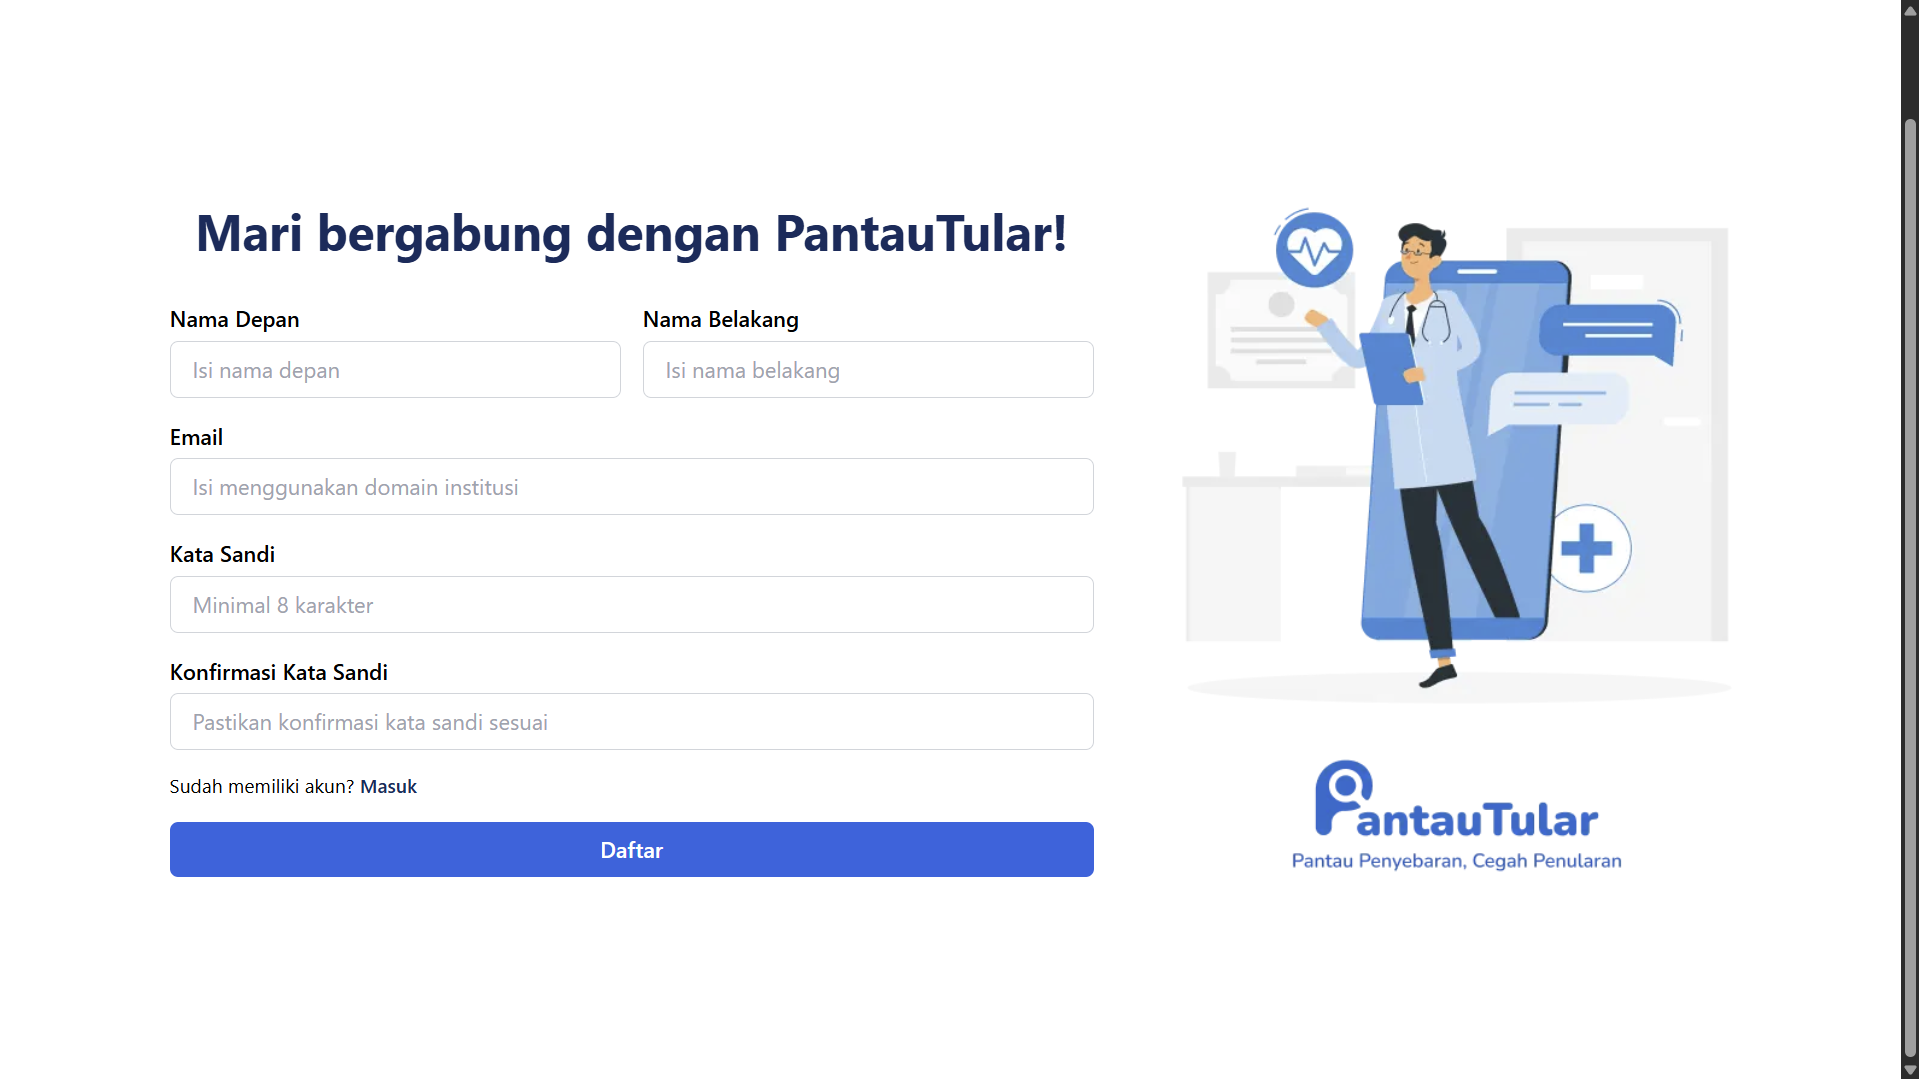 Mari bergabung dengan PantauTular!
Nama Depan
Nama Belakang
Isi nama depan
Isi nama belakang
Email
Isi menggunakan domain institusi
Kata Sandi
Minimal 8 karakter
Konfirmasi Kata Sandi
Pastikan konfirmasi kata sandi sesuai
Sudah memiliki akun? Masuk
Daftar
PantauTular
Pantau Penyebaran, Cegah Penularan